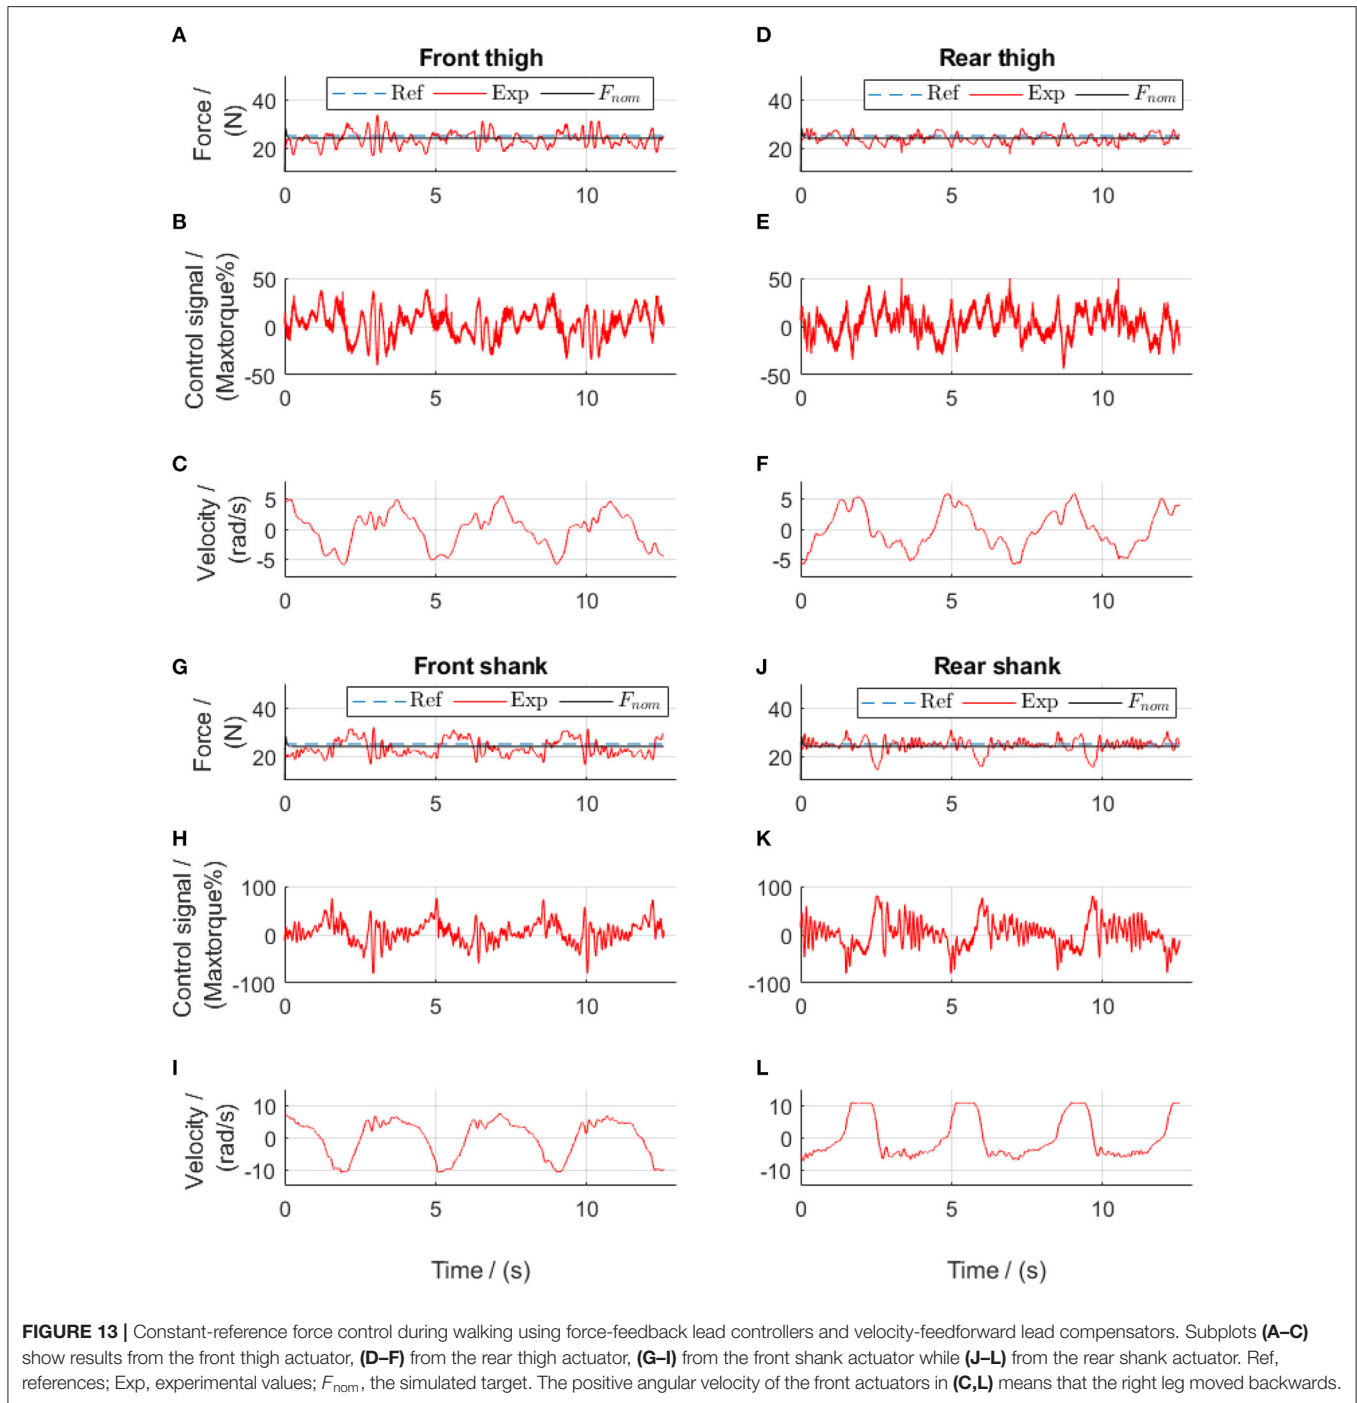 A
D
Front thigh
Rear thigh
Ref Exp Fnom
Ref Exp Fnom
Force / (N)
40
20
0 5 10
40
20
0 5 10
B
E
Control signal / (Maxtorque%)
50
0
-50
0 5 10
50
0
-50
0 5 10
C
F
Velocity / (rad/s)
5
0
-5
0 5 10
5
0
-5
0 5 10
G
J
Front shank
Rear shank
Ref Exp Fnom
Ref Exp Fnom
Force / (N)
40
20
0 5 10
40
20
0 5 10
H
K
Control signal / (Maxtorque%)
100
0
-100
0 5 10
100
0
-100
0 5 10
I
L
Velocity / (rad/s)
10
0
-10
0 5 10
10
0
-10
0 5 10
Time / (s)
Time / (s)
FIGURE 13 | Constant-reference force control during walking using force-feedback lead controllers and velocity-feedforward lead compensators. Subplots (A–C)
show results from the front thigh actuator, (D–F) from the rear thigh actuator, (G–I) from the front shank actuator while (J–L) from the rear shank actuator. Ref,
references; Exp, experimental values; Fnom, the simulated target. The positive angular velocity of the front actuators in (C,L) means that the right leg moved backwards.